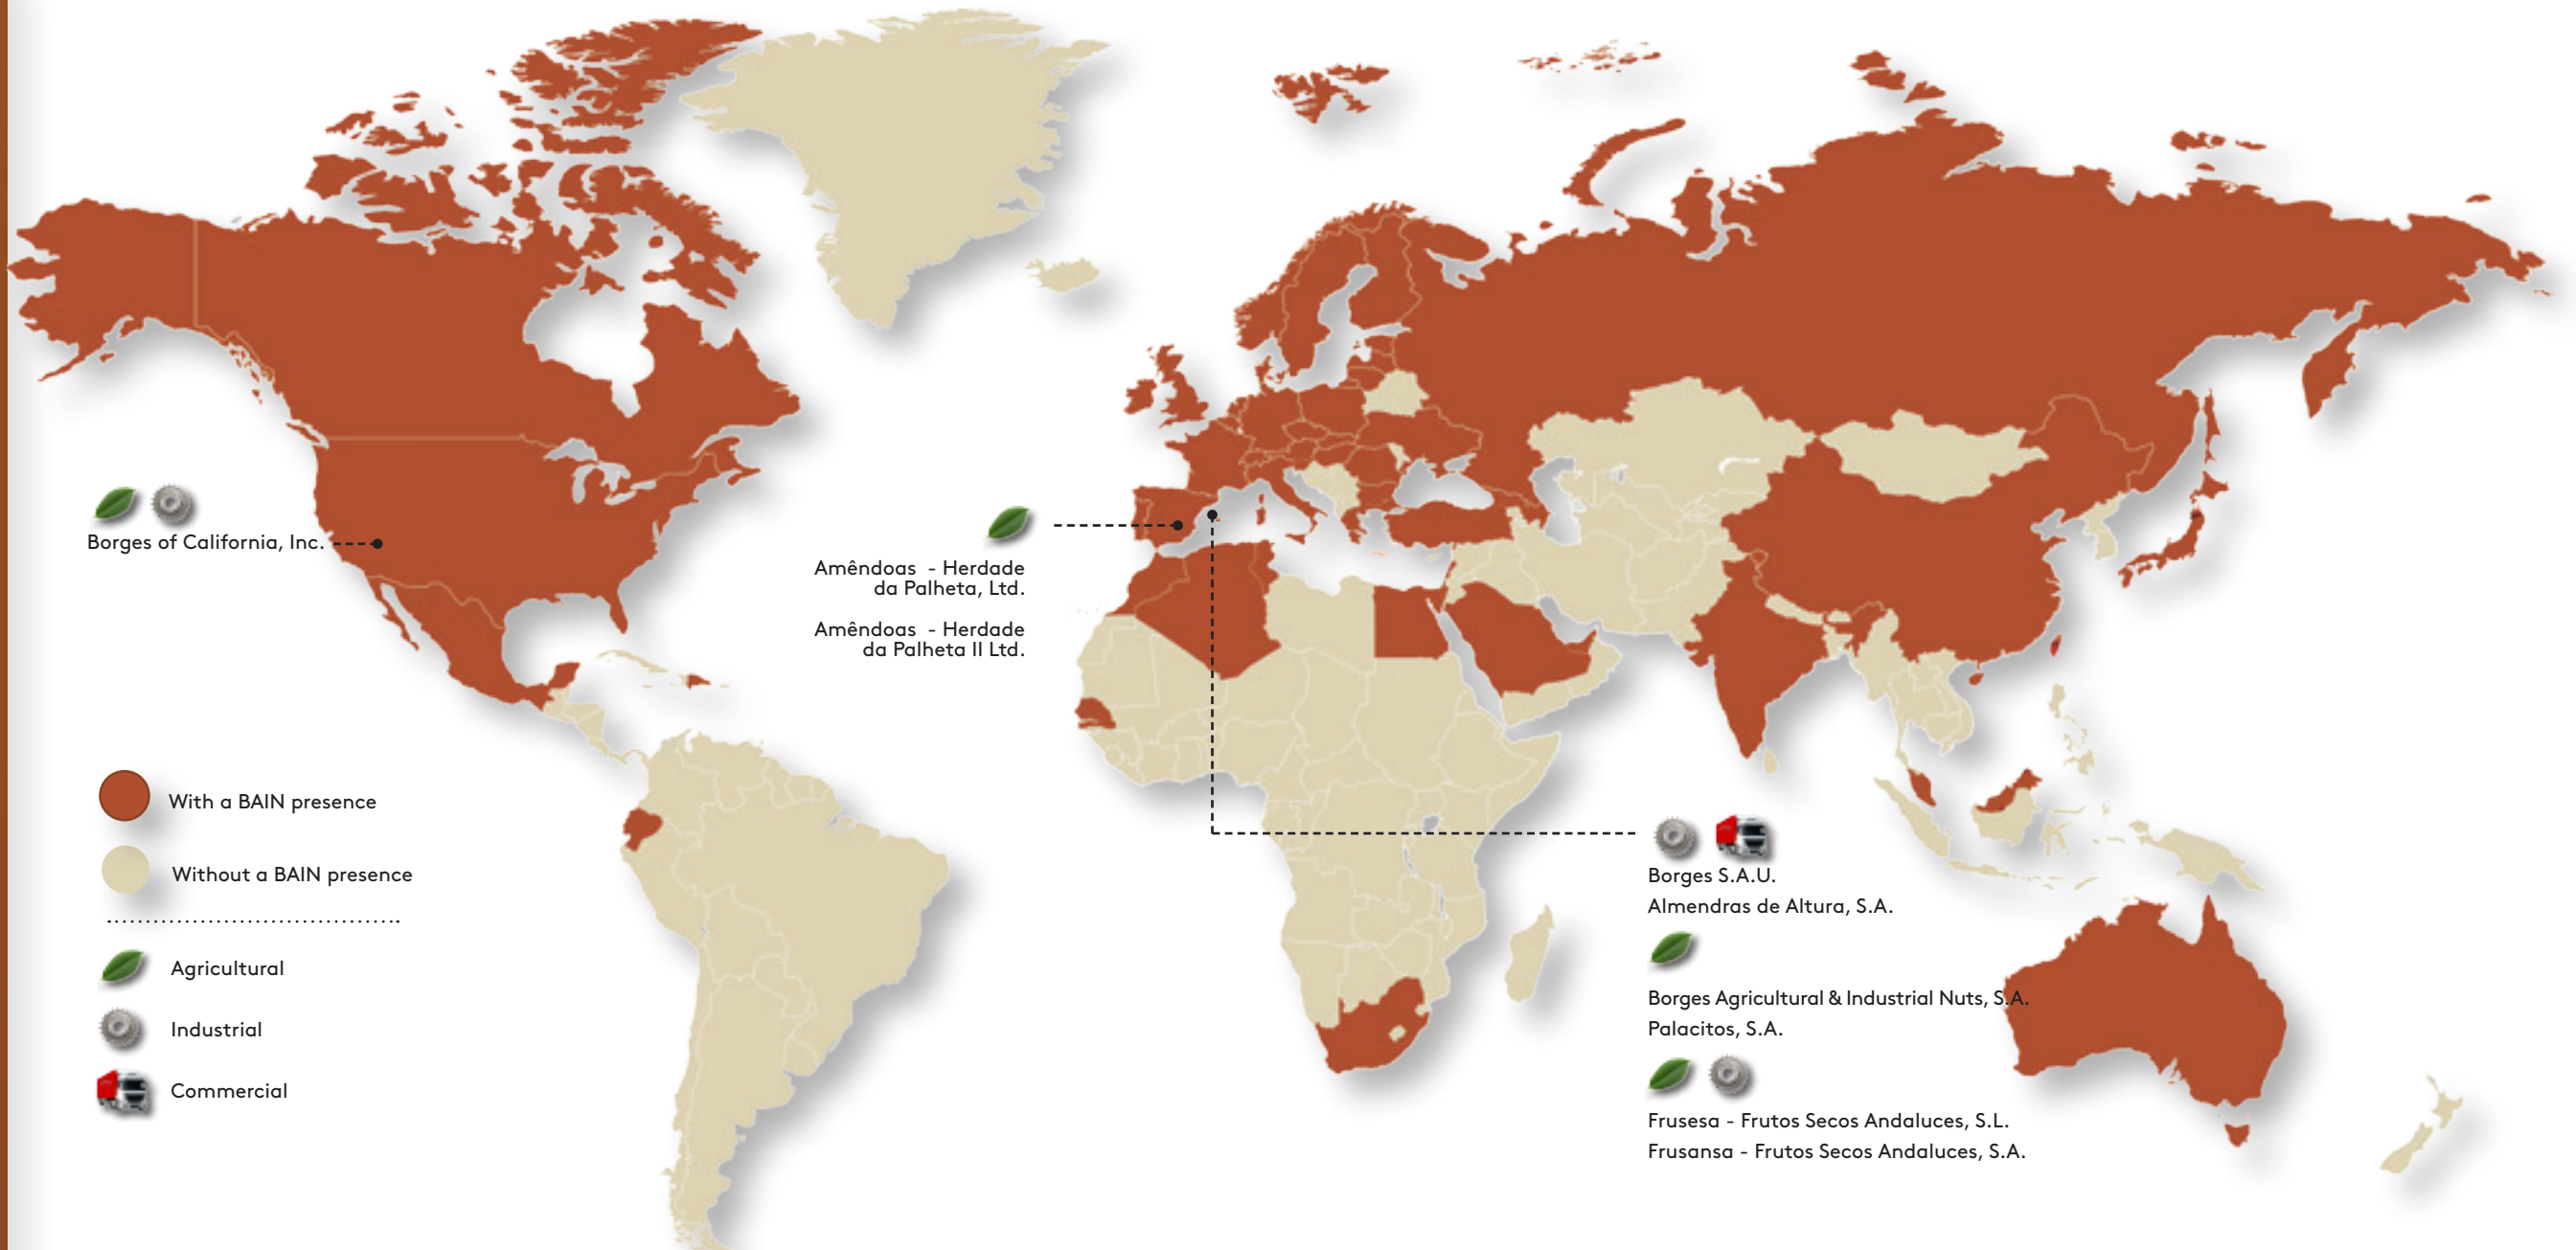 Borges of California, Inc.
Amêndoas - Herdade
da Palheta, Ltd.
Amêndoas - Herdade
da Palheta II Ltd.
With a BAIN presence
Without a BAIN presence
Agricultural
Industrial
Commercial
Borges S.A.U.
Almendras de Altura, S.A.
Borges Agricultural & Industrial Nuts, S.A.
Palacitos, S.A.
Frusesa - Frutos Secos Andaluces, S.L.
Frusansa - Frutos Secos Andaluces, S.A.